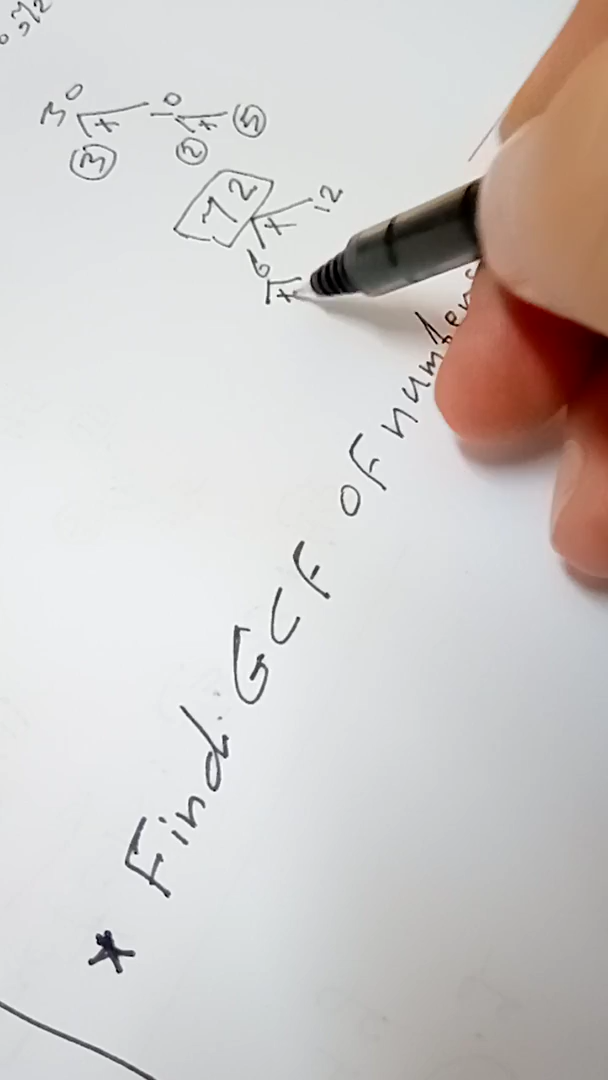 * Find. GCF OF numbers
30 10
3 x 2 x 5
72
6 x 12
x